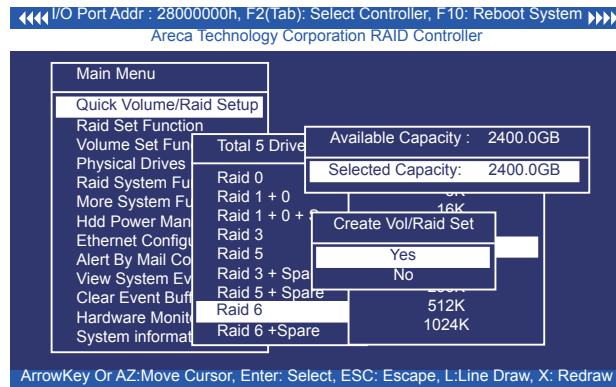 I/O Port Addr : 28000000h, F2(Tab): Select Controller, F10: Reboot System
Areca Technology Corporation RAID Controller
Main Menu
Quick Volume/Raid Setup
Raid Set Function
Volume Set Fun
Physical Drives
Raid System Fu
More System Fu
Hdd Power Man
Ethernet Configu
Alert By Mail Co
View System Ev
Clear Event Buff
Hardware Monito
System informat
Total 5 Drive
Raid 0
Raid 1 + 0
Raid 1 + 0 +
Raid 3
Raid 5
Raid 3 + Spa
Raid 5 + Spare
Raid 6
Raid 6 +Spare
Available Capacity : 2400.0GB
Selected Capacity: 2400.0GB
16K
Create Vol/Raid Set
Yes
No
512K
1024K
ArrowKey Or AZ:Move Cursor, Enter: Select, ESC: Escape, L:Line Draw, X: Redraw